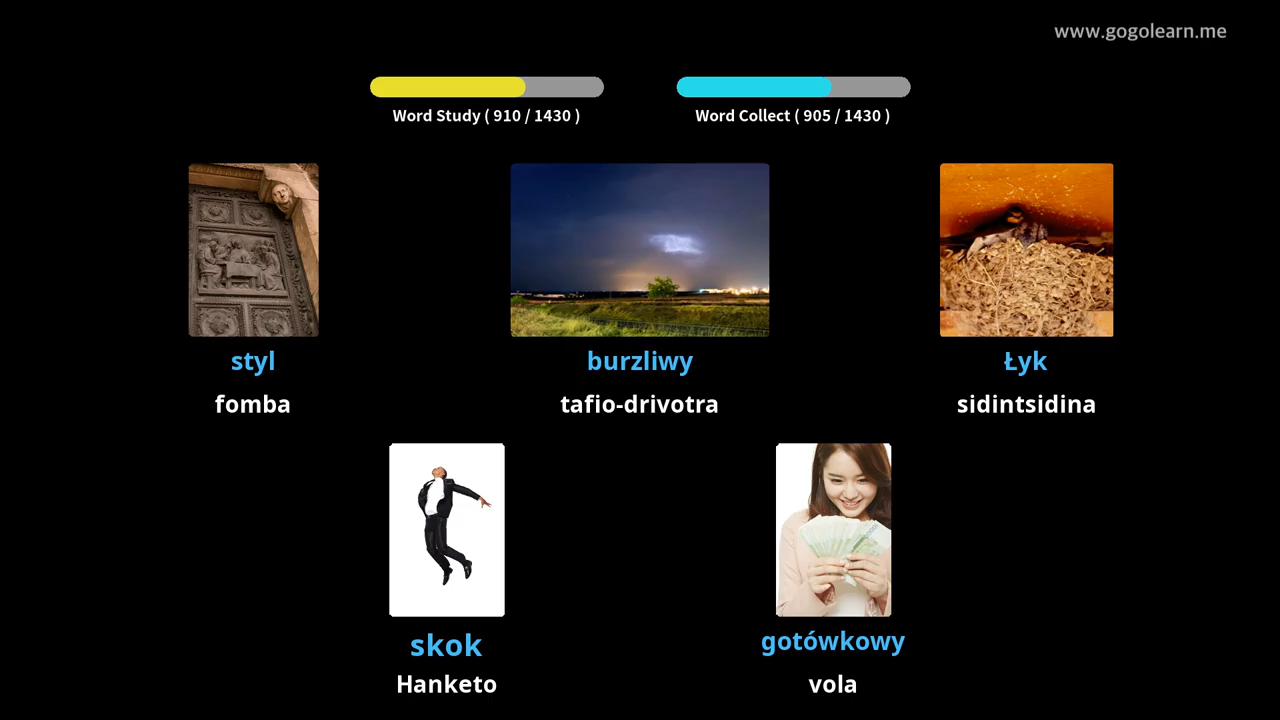 www.gogolearn.me
Word Study ( 910 / 1430 )
Word Collect ( 905 / 1430 )
styl
burzliwy
Łyk
fomba
tafio-drivotra
sidintsidina
skok
gotówkowy
Hanketo
vola